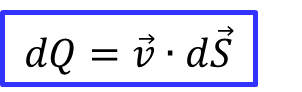 dQ = v⃗ · dS⃗